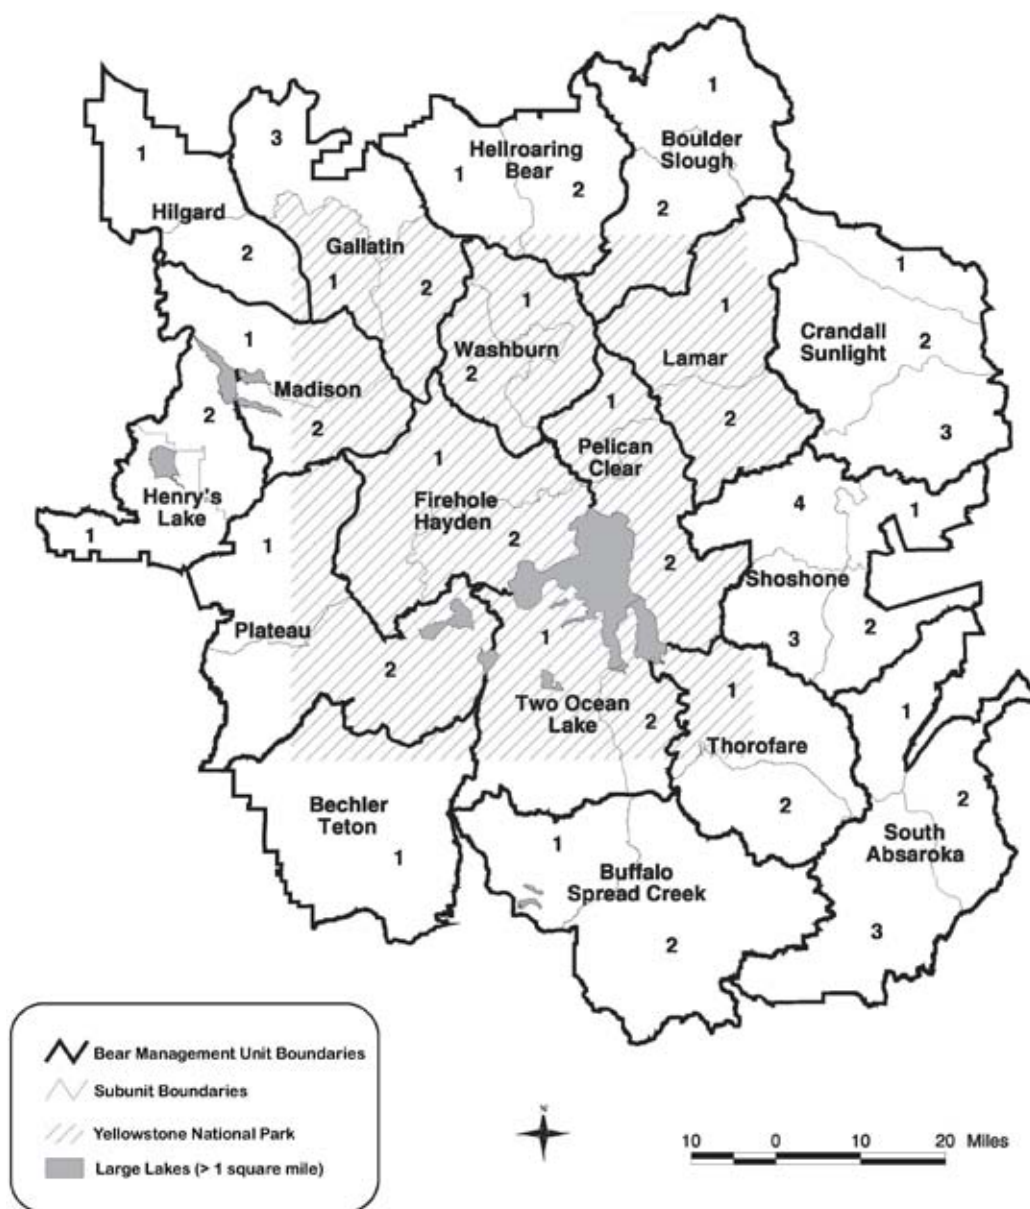 1
3
1
Hellroaring
Bear
1
2
Boulder
Slough
2
Hilgard
2
Gallatin
1
2
1
Washburn
2
1
Lamar
2
1
Crandall
Sunlight
2
3
1
Madison
2
2
Henry's
Lake
1
1
Pelican
Clear
2
1
Firehole
Hayden
2
4
1
Shoshone
3
2
1
Plateau
2
1
Two Ocean
Lake
2
1
Thorofare
2
1
2
South
Absaroka
3
Bechler
Teton
1
1
Buffalo
Spread Creek
2
Bear Management Unit Boundaries
Subunit Boundaries
Yellowstone National Park
Large Lakes (> 1 square mile)
N
10 0 10 20 Miles